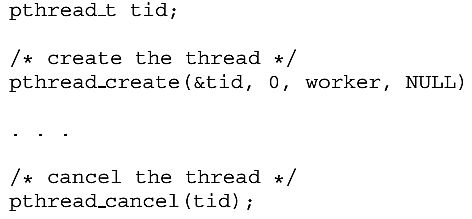 pthread_t tid;
/* create the thread */
pthread_create(&tid, 0, worker, NULL)
. . .
/* cancel the thread */
pthread_cancel(tid);